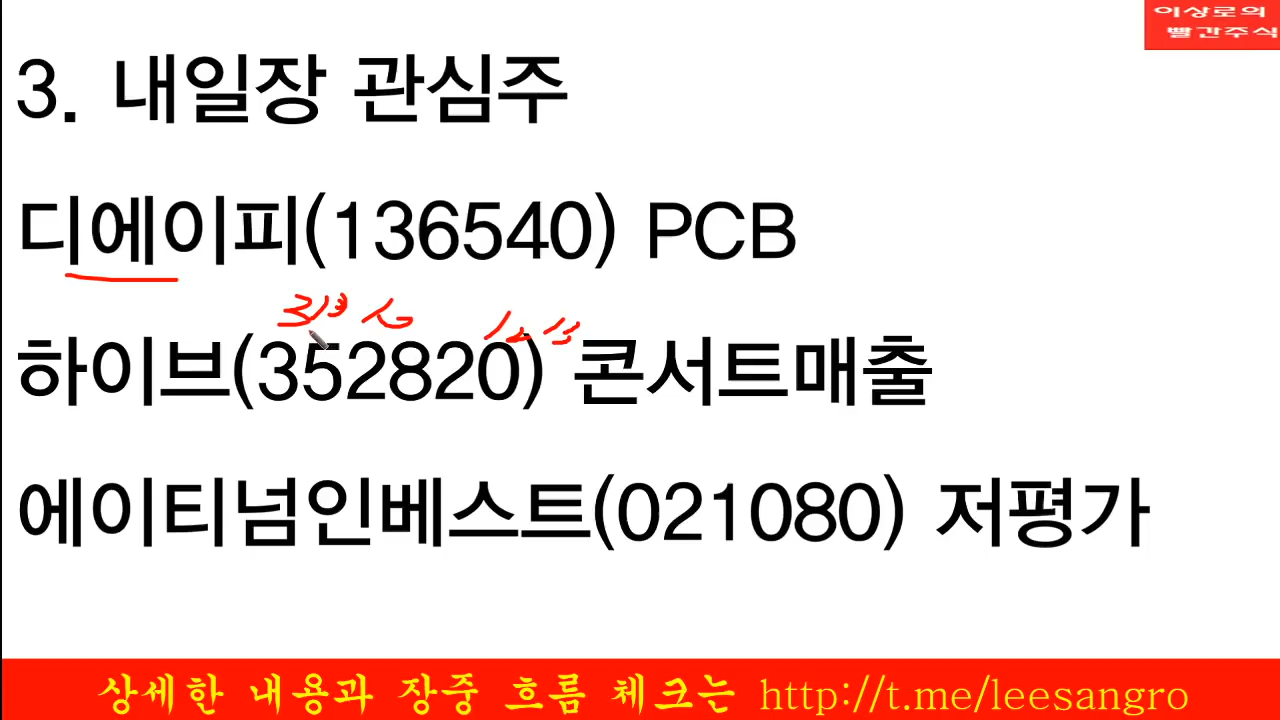 이상로의
빨간주식
3. 내일장 관심주
디에이피(136540) PCB
하이브(352820) 콘서트매출
에이티넘인베스트(021080) 저평가
상세한 내용과 장중 흐름 체크는 http://t.me/leesangro